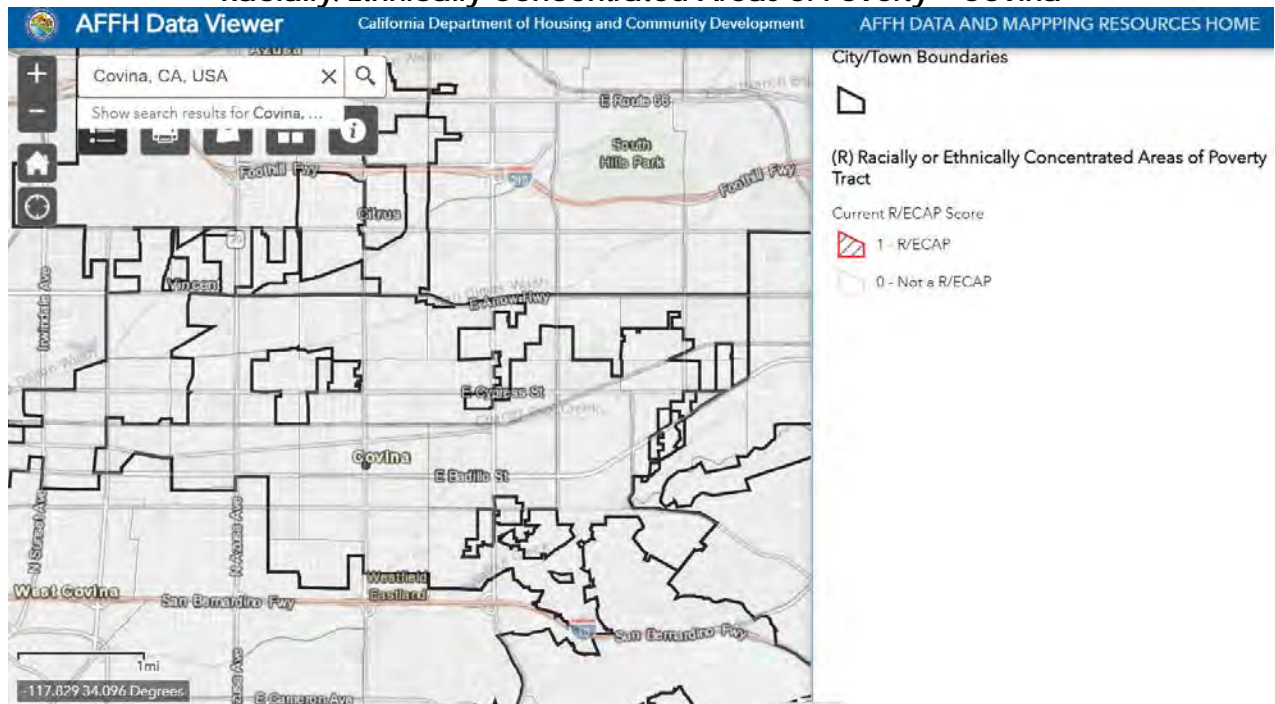 Racially/Ethnically Concentrated Areas of Poverty – Covina
AFFH Data Viewer
California Department of Housing and Community Development
AFFH DATA AND MAPPPING RESOURCES HOME
Covina, CA, USA
Show search results for Covina, ...
Azusa
E Route 66
South
Hills Park
Foothill Fwy
210
Foothill Fwy
Citrus
39
Vincent
Irwindale Ave
E Arrow Hwy
E Cypress St
Covina
E Badillo St
N Sunset Ave
N Azusa Ave
West Covina
San Bernardino Fwy
Westfield
Eastland
San Bernardino Fwy
1mi
-117.829 34.096 Degrees
E Cameron Ave
City/Town Boundaries
(R) Racially or Ethnically Concentrated Areas of Poverty
Tract
Current R/ECAP Score
1 - R/ECAP
0 - Not a R/ECAP